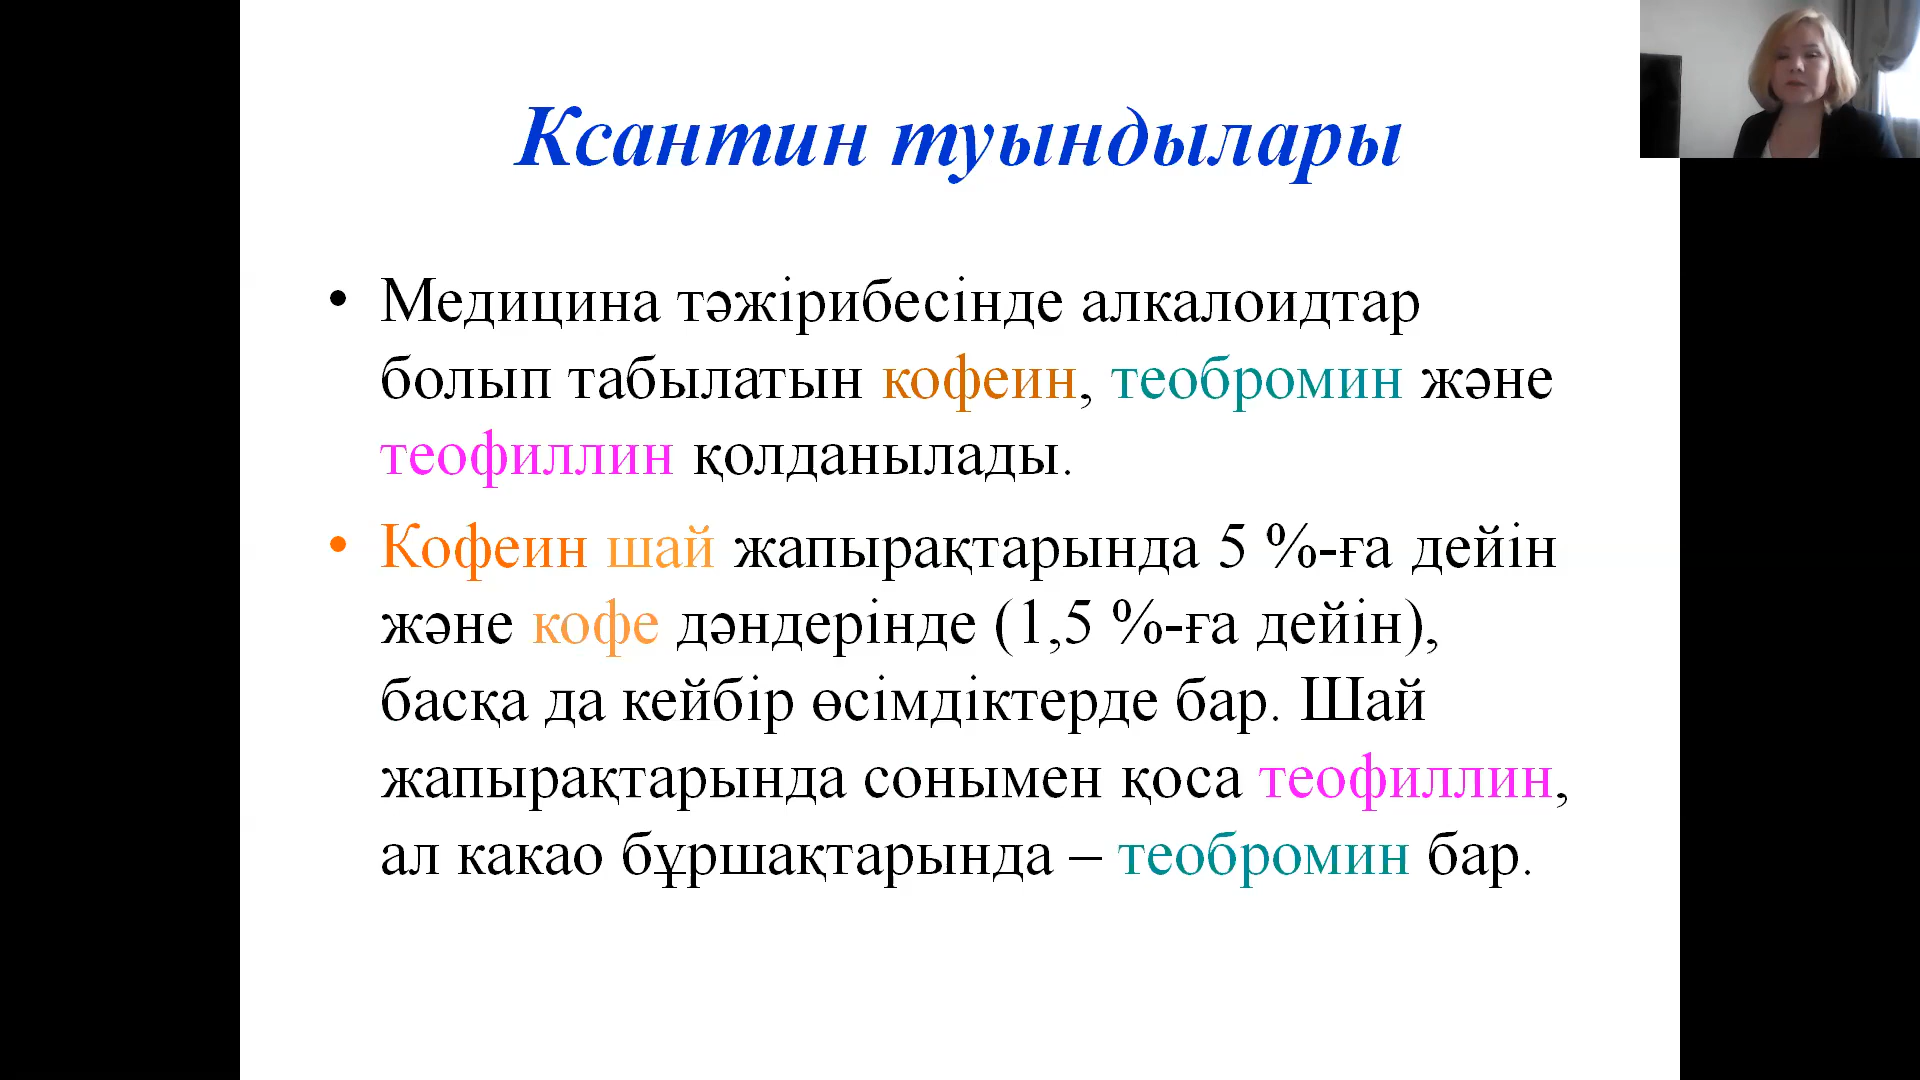 Ксантин туындылары
• Медицина тәжірибесінде алкалоидтар
болып табылатын кофеин, теобромин және
теофиллин қолданылады.
• Кофеин шай жапырақтарында 5 %-ға дейін
және кофе дәндерінде (1,5 %-ға дейін),
басқа да кейбір өсімдіктерде бар. Шай
жапырақтарында сонымен қоса теофиллин,
ал какао бұршақтарында – теобромин бар.